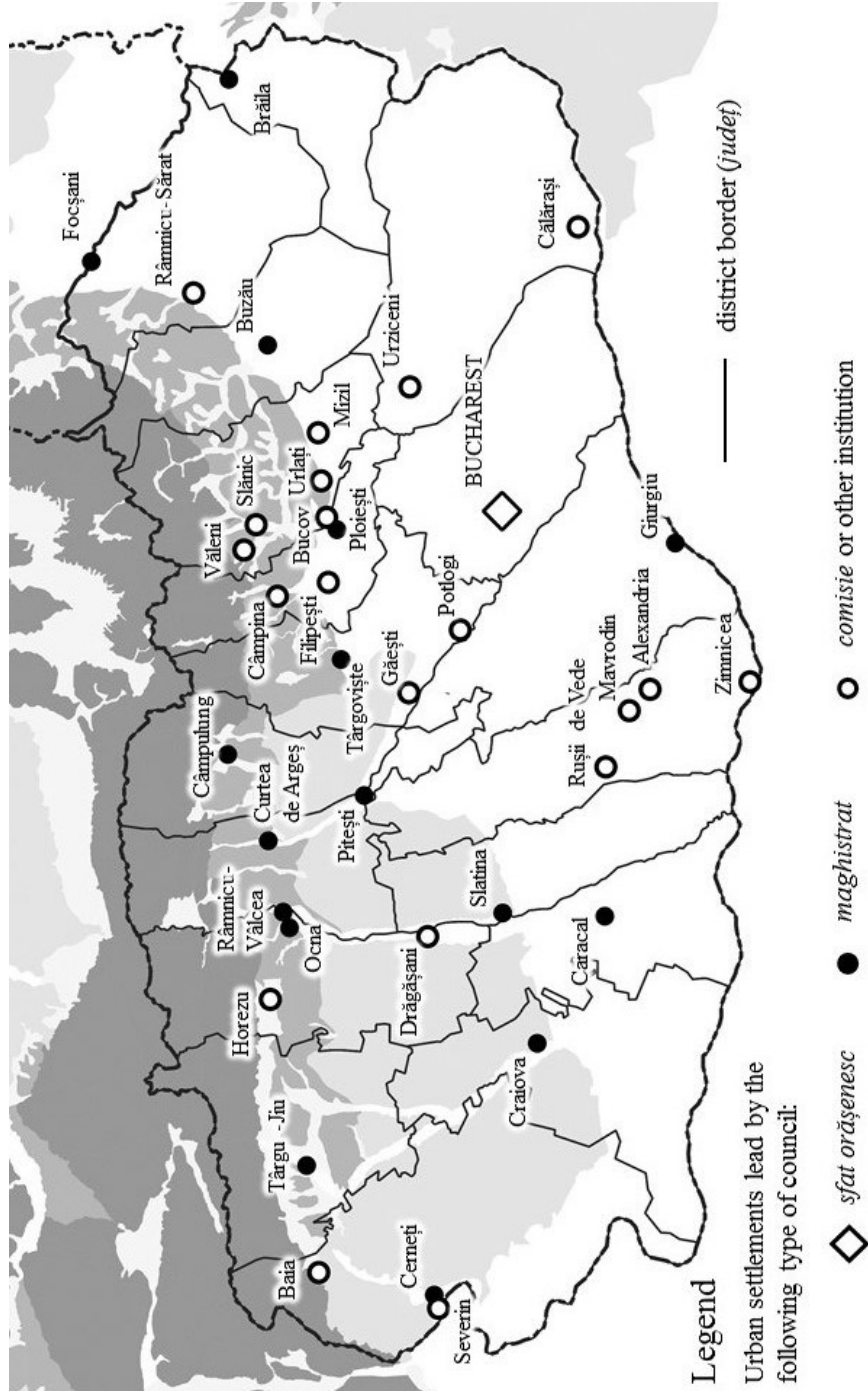 Focșani
Râmnicu-Sărat
Brăila
Buzău
Mizil
Urziceni
Călărași
Slănic
Văleni
Urlați
Bucov
Ploiești
BUCHAREST
Câmpina
Filipești
Târgoviște
Găești
Potlogi
Giurgiu
Câmpulung
Curtea
de Argeș
Pitești
Rușii de Vede
Mavrodin
Alexandria
Zimnicea
Râmnicu-
Vâlcea
Ocna
Horezu
Drăgășani
Slatina
Caracal
Târgu -Jiu
Craiova
Baia
Cerneți
Severin
Legend
district border (județ)
Urban settlements lead by the
following type of council:
sfat orășenesc
maghistrat
comisie or other institution